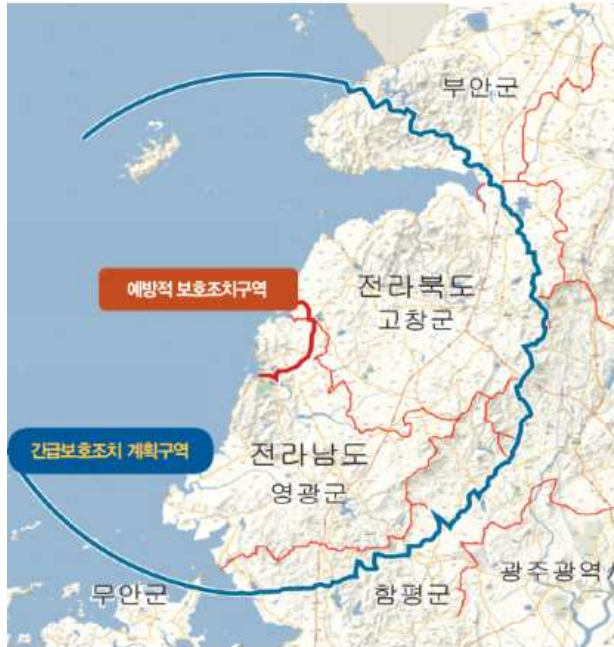 부안군
예방적 보호조치구역
전라북도
고창군
긴급보호조치 계획구역
전라남도
영광군
무안군
함평군
광주광역시